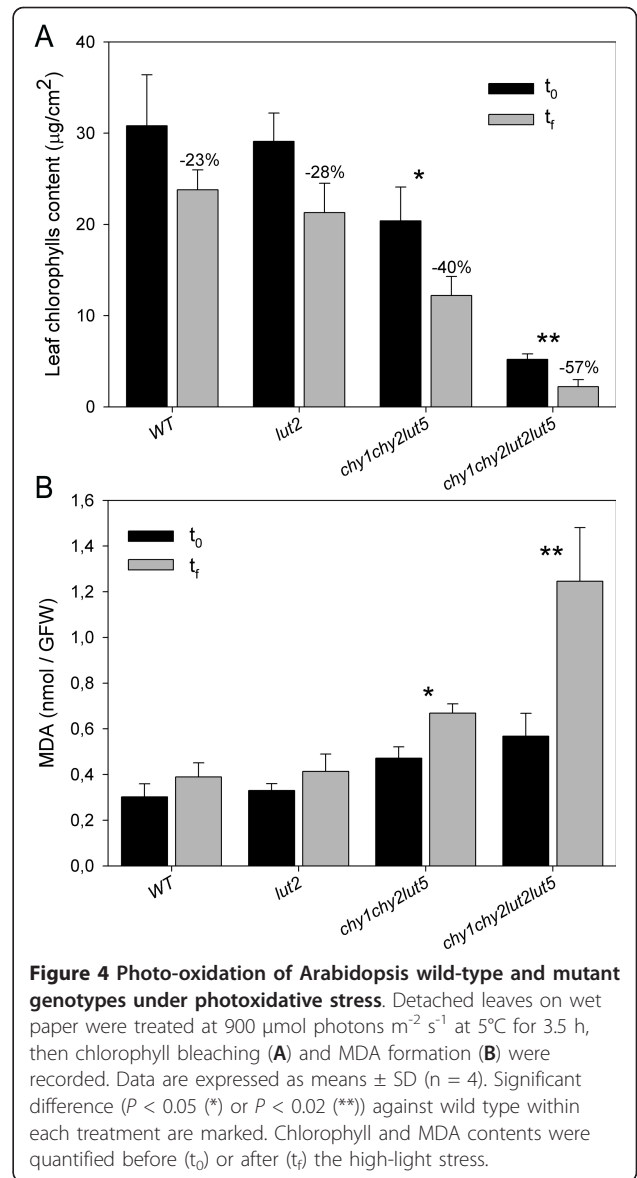 A
Leaf chlorophylls content (µg/cm²)
40
30
20
10
0
t₀
t_f
-23%
-28%
*
-40%
**
-57%
WT
lut2
chy1chy2lut5
chy1chy2lut2lut5
B
MDA (nmol / GFW)
1,6
1,4
1,2
0,8
0,6
0,4
0,2
0,0
t₀
t_f
*
**
WT
lut2
chy1chy2lut5
chy1chy2lut2lut5
Figure 4 Photo-oxidation of Arabidopsis wild-type and mutant
genotypes under photoxidative stress. Detached leaves on wet
paper were treated at 900 µmol photons m⁻² s⁻¹ at 5°C for 3.5 h,
then chlorophyll bleaching (A) and MDA formation (B) were
recorded. Data are expressed as means ± SD (n = 4). Significant
difference (P < 0.05 (*) or P < 0.02 (**)) against wild type within
each treatment are marked. Chlorophyll and MDA contents were
quantified before (t₀) or after (t_f) the high-light stress.